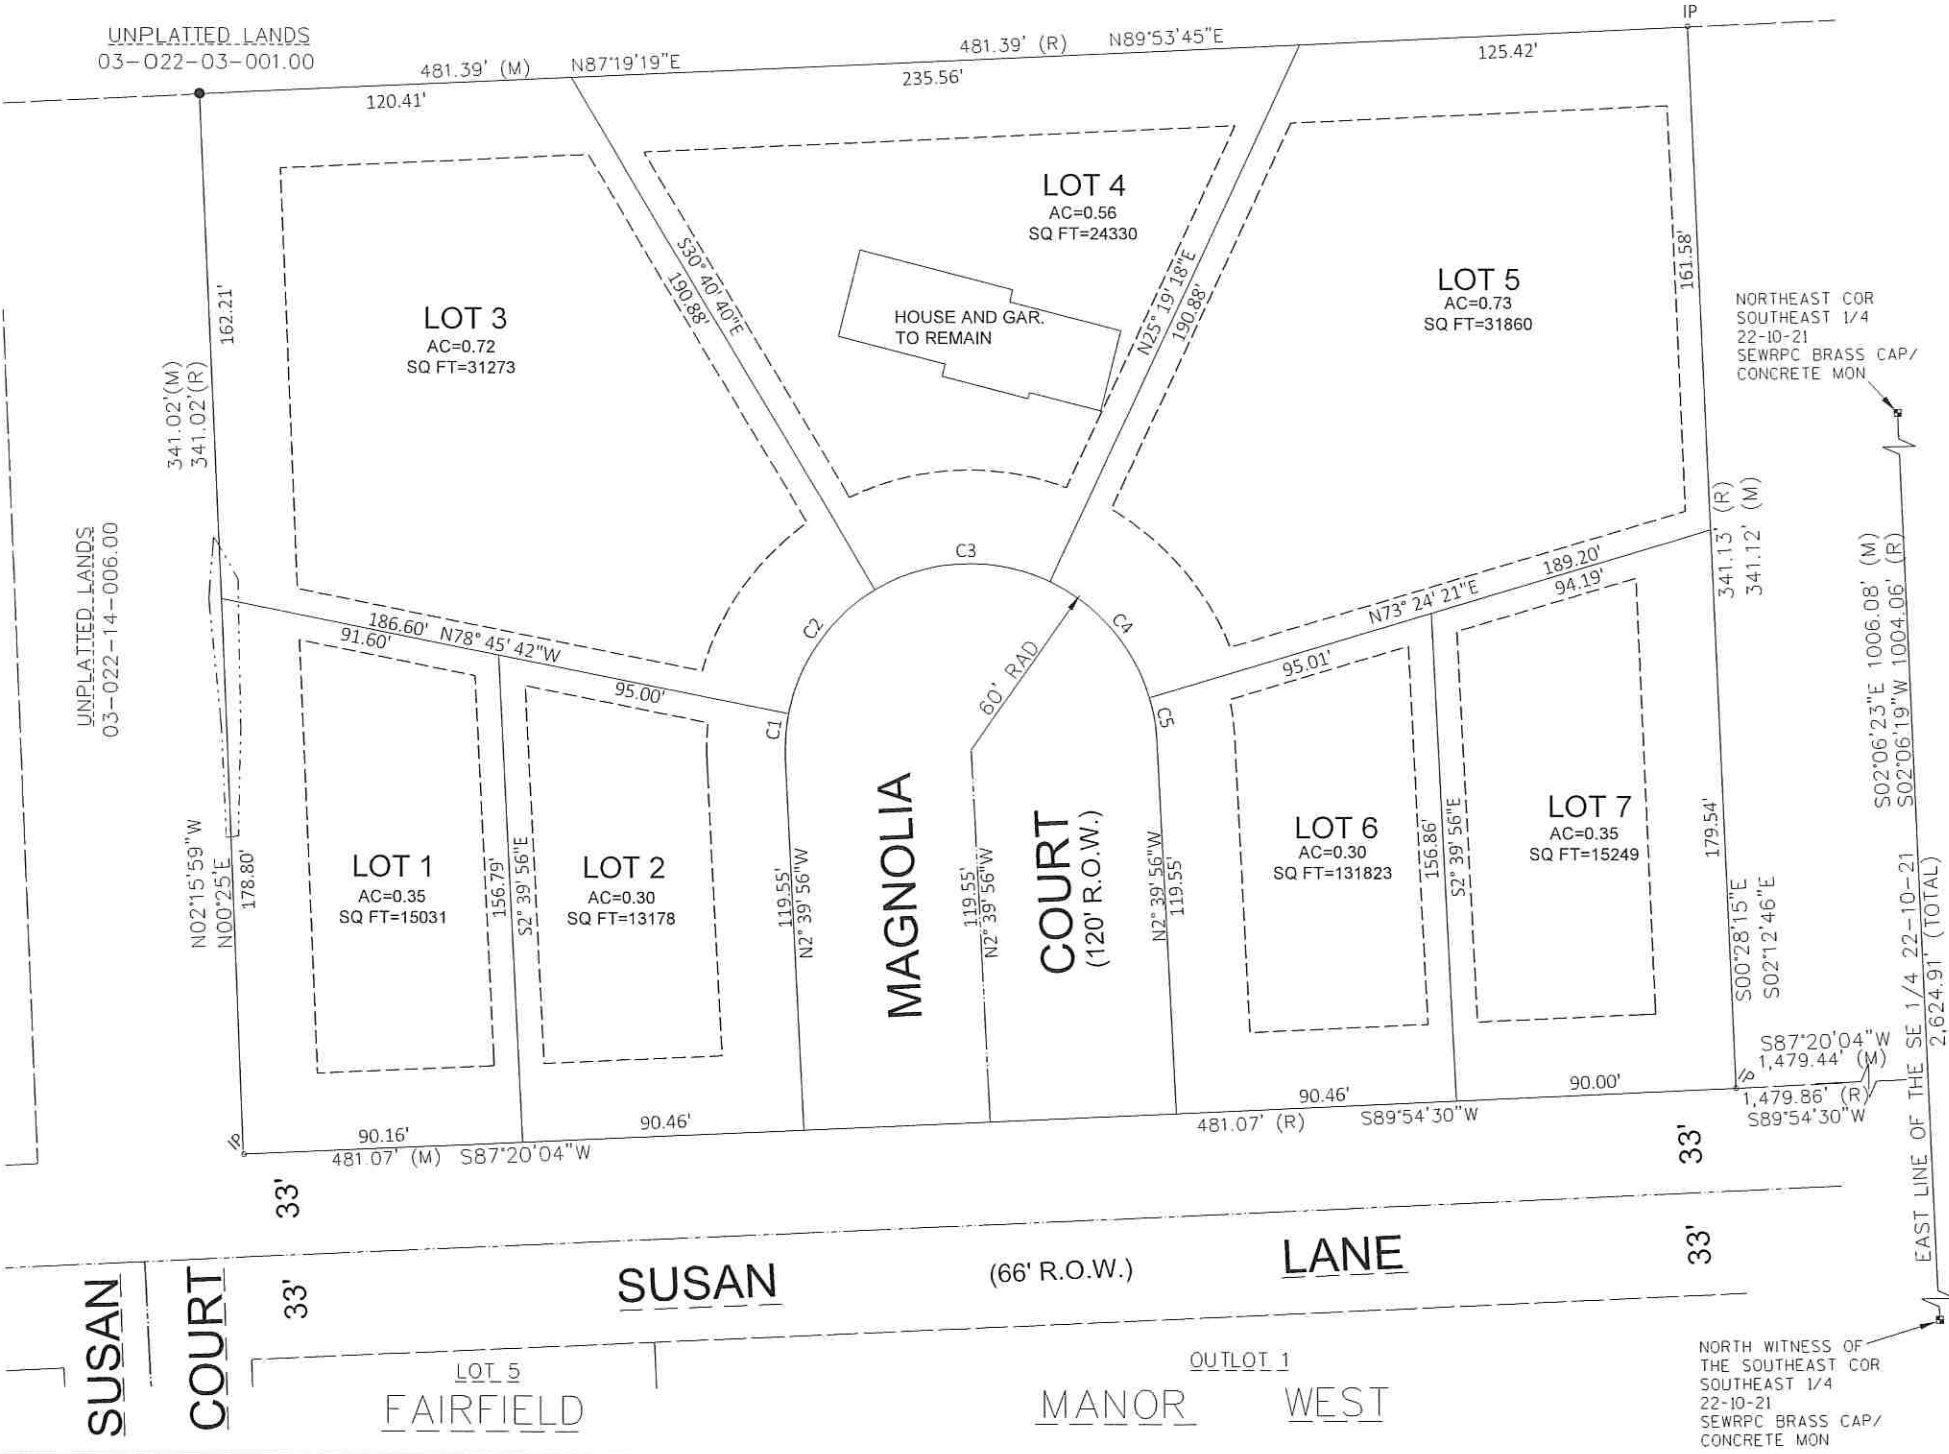 UNPLATTED LANDS
03-022-03-001.00
481.39' (M) N87°19'19"E
120.41'
481.39' (R) N89°53'45"E
235.56'
IP
125.42'
LOT 3
AC=0.72
SQ FT=31273
162.21'
341.02'(M)
341.02'(R)
S30° 40' 40"E
190.88'
LOT 4
AC=0.56
SQ FT=24330
HOUSE AND GAR.
TO REMAIN
N25° 19' 18"E
190.88'
LOT 5
AC=0.73
SQ FT=31860
161.58'
NORTHEAST COR
SOUTHEAST 1/4
22-10-21
SEWRPC BRASS CAP/
CONCRETE MON
UNPLATTED LANDS
03-022-14-006.00
186.60' N78° 45' 42"W
91.60'
95.00'
C1
C2
C3
C4
C5
60' RAD
N73° 24' 21"E
189.20'
94.19'
95.01'
341.13' (R)
341.12' (M)
S02°06'23"E 1006.08' (M)
S02°06'19"W 1004.06' (R)
N02°15'59"W
N00°25'E
178.80'
LOT 1
AC=0.35
SQ FT=15031
156.79'
S2° 39' 56"E
LOT 2
AC=0.30
SQ FT=13178
119.55'
N2° 39' 56"W
MAGNOLIA
119.55'
N2° 39' 56"W
COURT
(120' R.O.W.)
N2° 39' 56"W
119.55'
LOT 6
AC=0.30
SQ FT=131823
156.86'
S2° 39' 56"E
LOT 7
AC=0.35
SQ FT=15249
179.54'
S00°28'15"E
S02°12'46"E
EAST LINE OF THE SE 1/4 22-10-21
2,624.91' (TOTAL)
S87°20'04"W
1,479.44' (M)
IP
1,479.86' (R)
S89°54'30"W
IP
90.16'
90.46'
481.07' (M) S87°20'04"W
90.46'
90.00'
481.07' (R) S89°54'30"W
33'
33'
33'
33'
SUSAN
COURT
SUSAN
(66' R.O.W.)
LANE
LOT 5
FAIRFIELD
OUTLOT 1
MANOR WEST
NORTH WITNESS OF
THE SOUTHEAST COR
SOUTHEAST 1/4
22-10-21
SEWRPC BRASS CAP/
CONCRETE MON